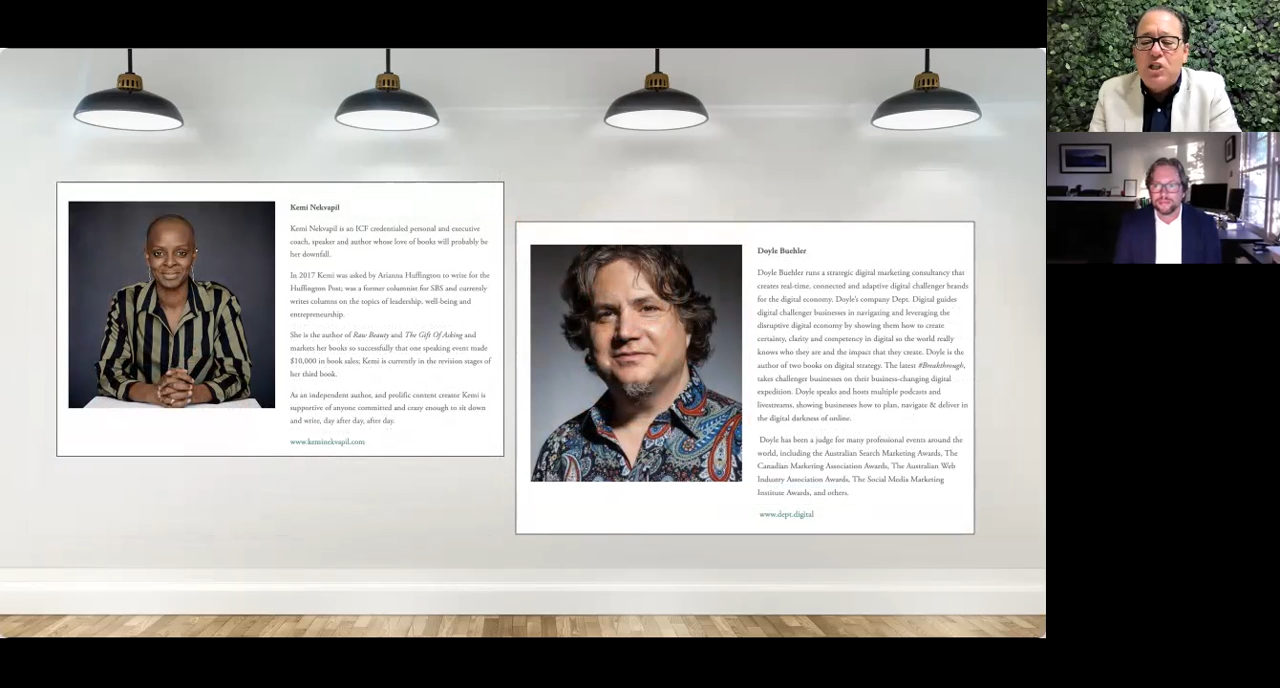 Kemi Nekvapil
Kemi Nekvapil is an ICF credentialed personal and executive
coach, speaker and author whose love of books will probably be
her downfall.
In 2017 Kemi was asked by Arianna Huffington to write for the
Huffington Post; was a former columnist for SBS and currently
writes columns on the topics of leadership, well-being and
entrepreneurship.
She is the author of Raw Beauty and The Gift Of Asking and
markets her books so successfully that one speaking event made
$10,000 in book sales; Kemi is currently in the revision stages of
her third book.
As an independent author, and prolific content creator Kemi is
supportive of anyone committed and crazy enough to sit down
and write, day after day, after day.
www.keminekvapil.com
Doyle Buehler
Doyle Buehler runs a strategic digital marketing consultancy that
creates real-time, connected and adaptive digital challenger brands
for the digital economy. Doyle's company Dept. Digital guides
digital challenger businesses in navigating and leveraging the
disruptive digital economy by showing them how to create
certainty, clarity and competency in digital so the world really
knows who they are and the impact that they create. Doyle is the
author of two books on digital strategy. The latest #Breakthrough,
takes challenger businesses on their business-changing digital
expedition. Doyle speaks and hosts multiple podcasts and
livestreams, showing businesses how to plan, navigate & deliver in
the digital darkness of online.
Doyle has been a judge for many professional events around the
world, including the Australian Search Marketing Awards, The
Canadian Marketing Association Awards, The Australian Web
Industry Association Awards, The Social Media Marketing
Institute Awards, and others.
www.dept.digital